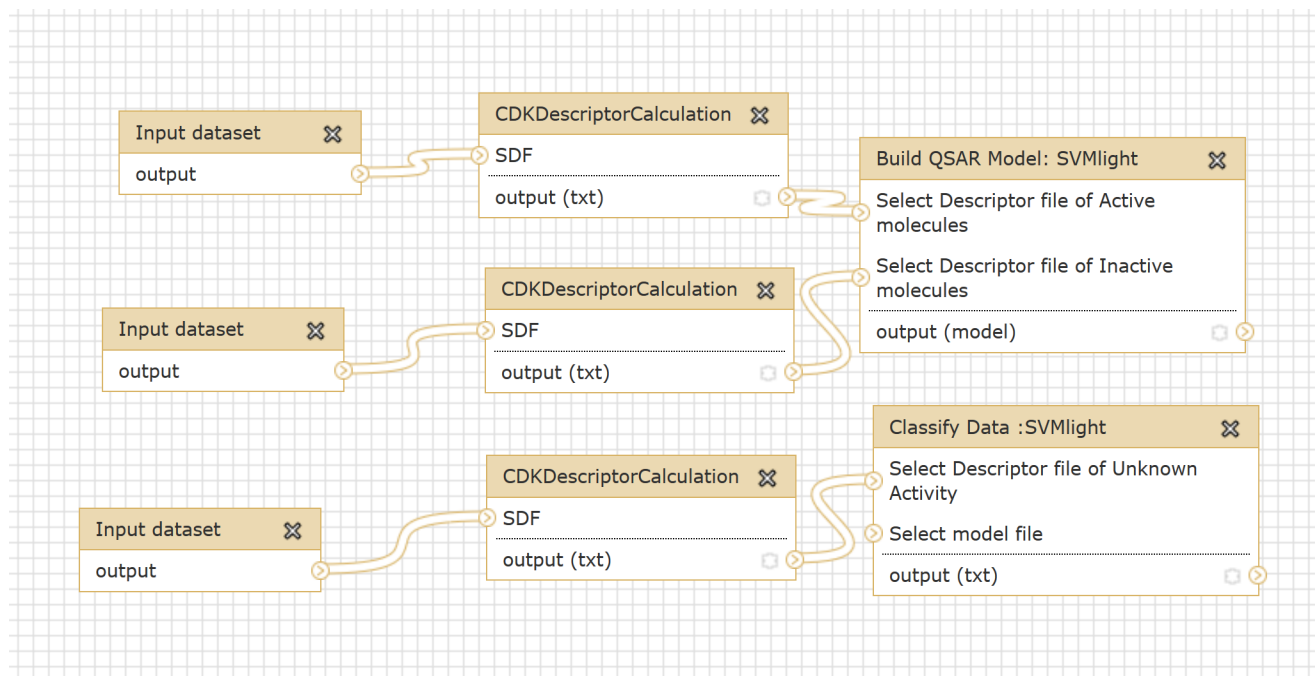 Input dataset
output
CDKDescriptorCalculation
SDF
output (txt)
Build QSAR Model: SVMlight
Select Descriptor file of Active
molecules
Select Descriptor file of Inactive
molecules
output (model)
Input dataset
output
CDKDescriptorCalculation
SDF
output (txt)
Input dataset
output
CDKDescriptorCalculation
SDF
output (txt)
Classify Data :SVMlight
Select Descriptor file of Unknown
Activity
Select model file
output (txt)